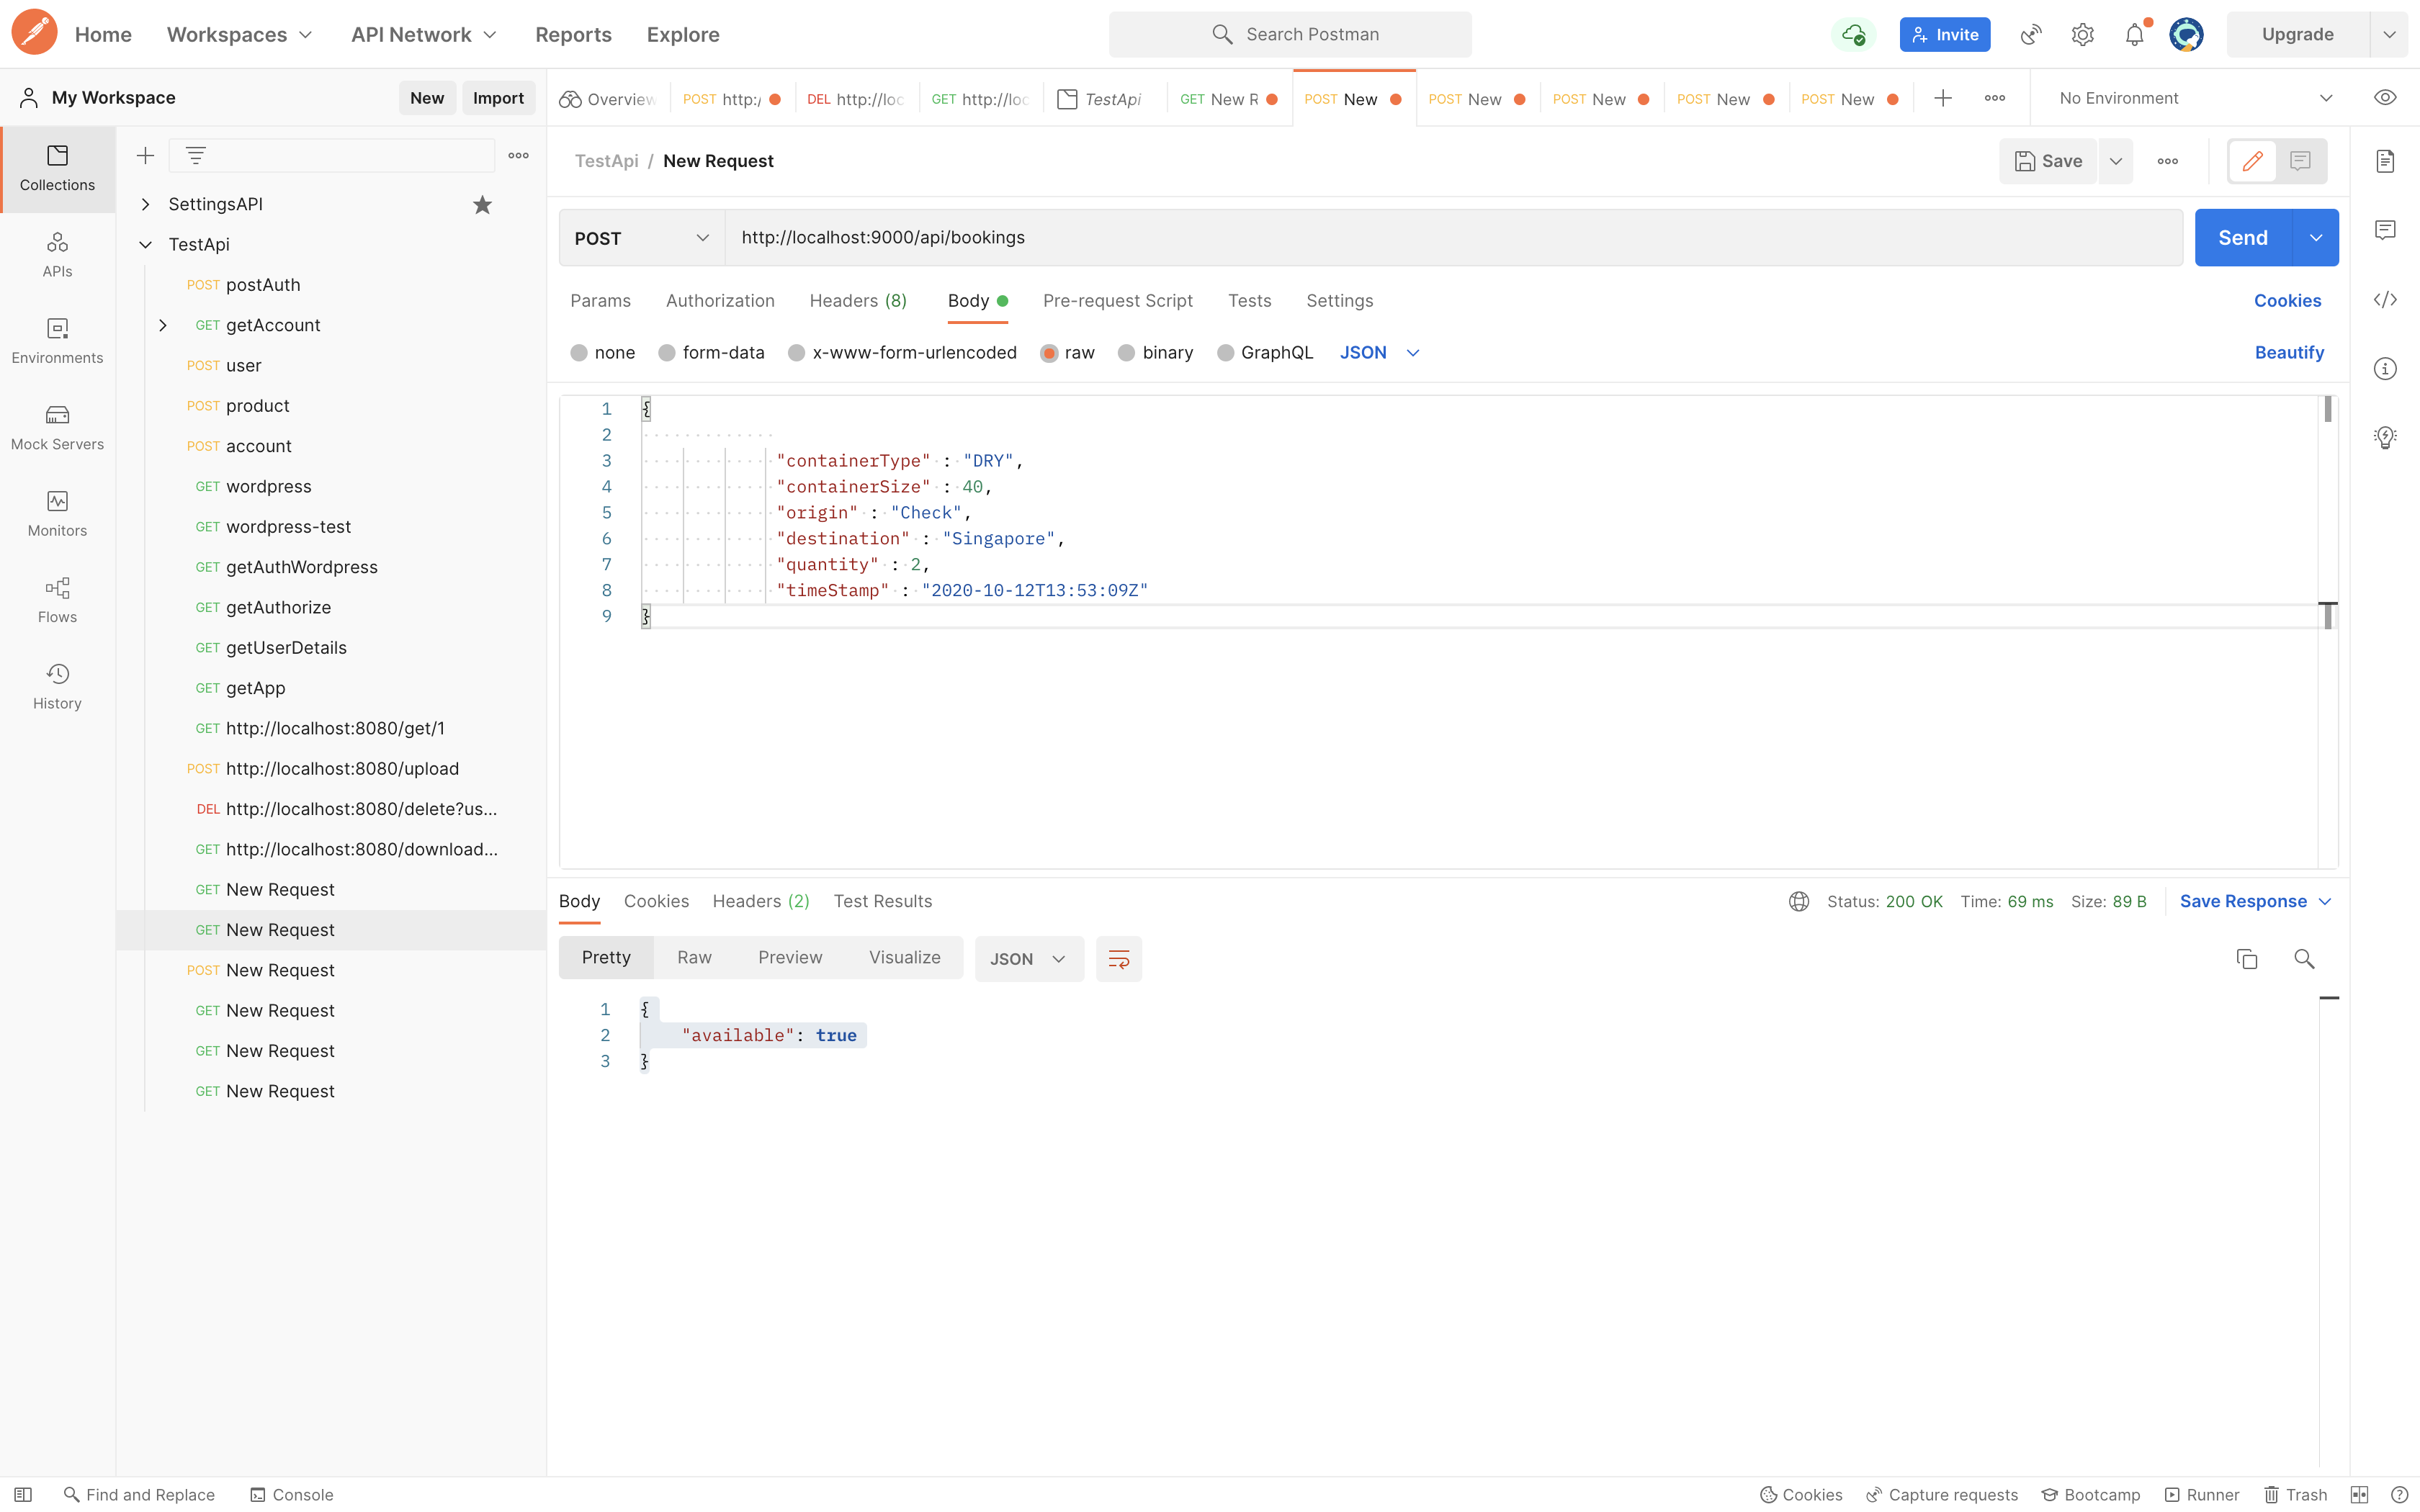 Home
Workspaces
API Network
Reports
Explore
Search Postman
Invite
Upgrade
My Workspace
New
Import
Overview
POST http:/
DEL http://loc
GET http://loc
TestApi
GET New R
POST New
POST New
POST New
POST New
POST New
No Environment
Collections
APIs
Environments
Mock Servers
Monitors
Flows
History
SettingsAPI
TestApi
POST postAuth
GET getAccount
POST user
POST product
POST account
GET wordpress
GET wordpress-test
GET getAuthWordpress
GET getAuthorize
GET getUserDetails
GET getApp
GET http://localhost:8080/get/1
POST http://localhost:8080/upload
DEL http://localhost:8080/delete?us...
GET http://localhost:8080/download...
GET New Request
GET New Request
POST New Request
GET New Request
GET New Request
GET New Request
TestApi / New Request
Save
POST
http://localhost:9000/api/bookings
Send
Params
Authorization
Headers (8)
Body
Pre-request Script
Tests
Settings
Cookies
none
form-data
x-www-form-urlencoded
raw
binary
GraphQL
JSON
Beautify
1 {
2
3 "containerType" : "DRY",
4 "containerSize" : 40,
5 "origin" : "Check",
6 "destination" : "Singapore",
7 "quantity" : 2,
8 "timeStamp" : "2020-10-12T13:53:09Z"
9 }
Body
Cookies
Headers (2)
Test Results
Status: 200 OK
Time: 69 ms
Size: 89 B
Save Response
Pretty
Raw
Preview
Visualize
JSON
1 {
2 "available": true
3 }
Find and Replace
Console
Cookies
Capture requests
Bootcamp
Runner
Trash